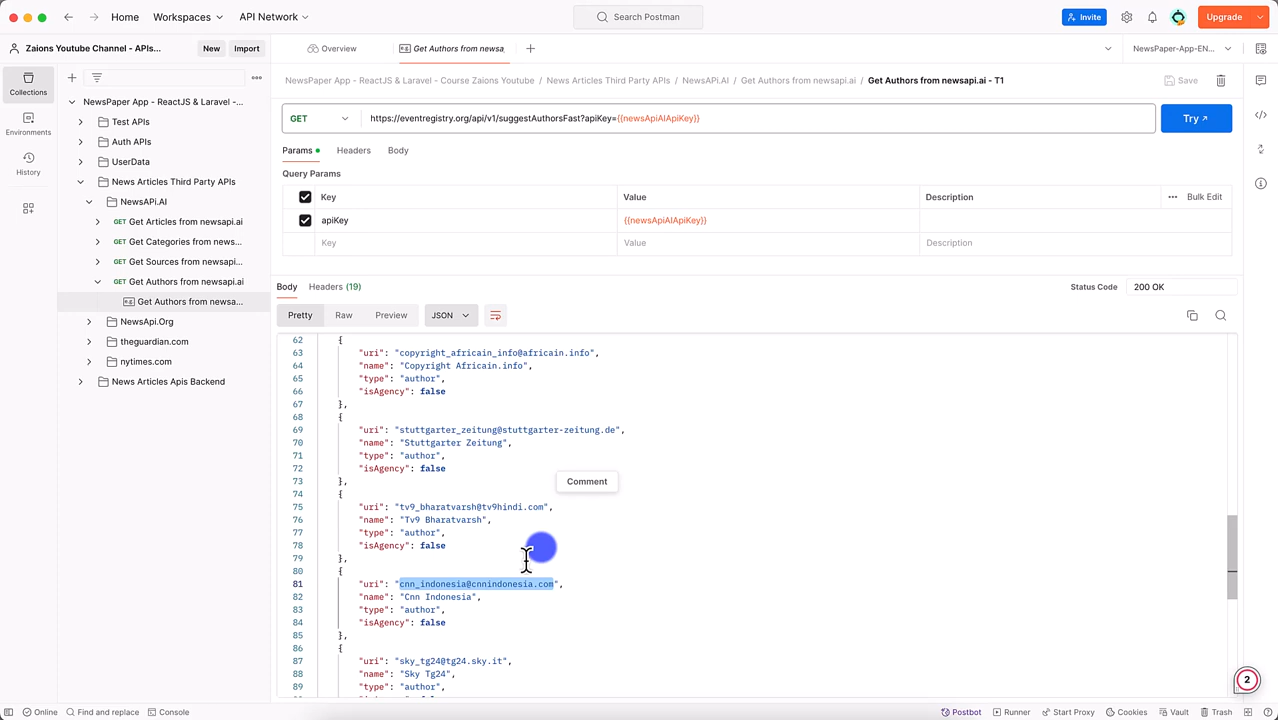 Home
Workspaces
API Network
Search Postman
Invite
Upgrade
Zaions Youtube Channel - APIs...
New
Import
Overview
GET
Get Authors from newsa
NewsPaper-App-EN...
Collections
Environments
History
NewsPaper App - ReactJS & Laravel -...
Test APIs
Auth APIs
UserData
News Articles Third Party APIs
NewsAPi.AI
GET Get Articles from newsapi.ai
GET Get Categories from news...
GET Get Sources from newsapi...
GET Get Authors from newsapi.ai
Get Authors from newsa...
NewsApi.Org
theguardian.com
nytimes.com
News Articles Apis Backend
NewsPaper App - ReactJS & Laravel - Course Zaions Youtube / News Articles Third Party APIs / NewsAPi.AI / Get Authors from newsapi.ai / Get Authors from newsapi.ai - T1
Save
GET
https://eventregistry.org/api/v1/suggestAuthorsFast?apiKey={{newsApiAIApiKey}}
Try
Params
Headers
Body
Query Params
Key Value Description ••• Bulk Edit
apiKey {{newsApiAIApiKey}}
Key Value Description
Body Headers (19) Status Code 200 OK
Pretty Raw Preview JSON
62 {
63 "uri": "copyright_africain_info@africain.info",
64 "name": "Copyright Africain.info",
65 "type": "author",
66 "isAgency": false
67 },
68 {
69 "uri": "stuttgarter_zeitung@stuttgarter-zeitung.de",
70 "name": "Stuttgarter Zeitung",
71 "type": "author",
72 "isAgency": false
73 },
Comment
74 {
75 "uri": "tv9_bharatvarsh@tv9hindi.com",
76 "name": "Tv9 Bharatvarsh",
77 "type": "author",
78 "isAgency": false
79 },
80 {
81 "uri": "cnn_indonesia@cnnindonesia.com",
82 "name": "Cnn Indonesia",
83 "type": "author",
84 "isAgency": false
85 },
86 {
87 "uri": "sky_tg24@tg24.sky.it",
88 "name": "Sky Tg24",
89 "type": "author",
2
Online
Find and replace
Console
Postbot
Runner
Start Proxy
Cookies
Vault
Trash